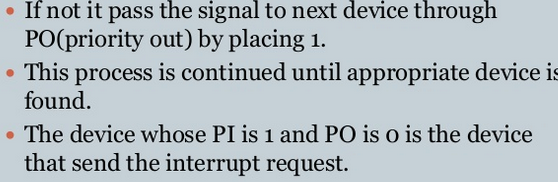 • If not it pass the signal to next device through
PO(priority out) by placing 1.
• This process is continued until appropriate device is
found.
• The device whose PI is 1 and PO is 0 is the device
that send the interrupt request.